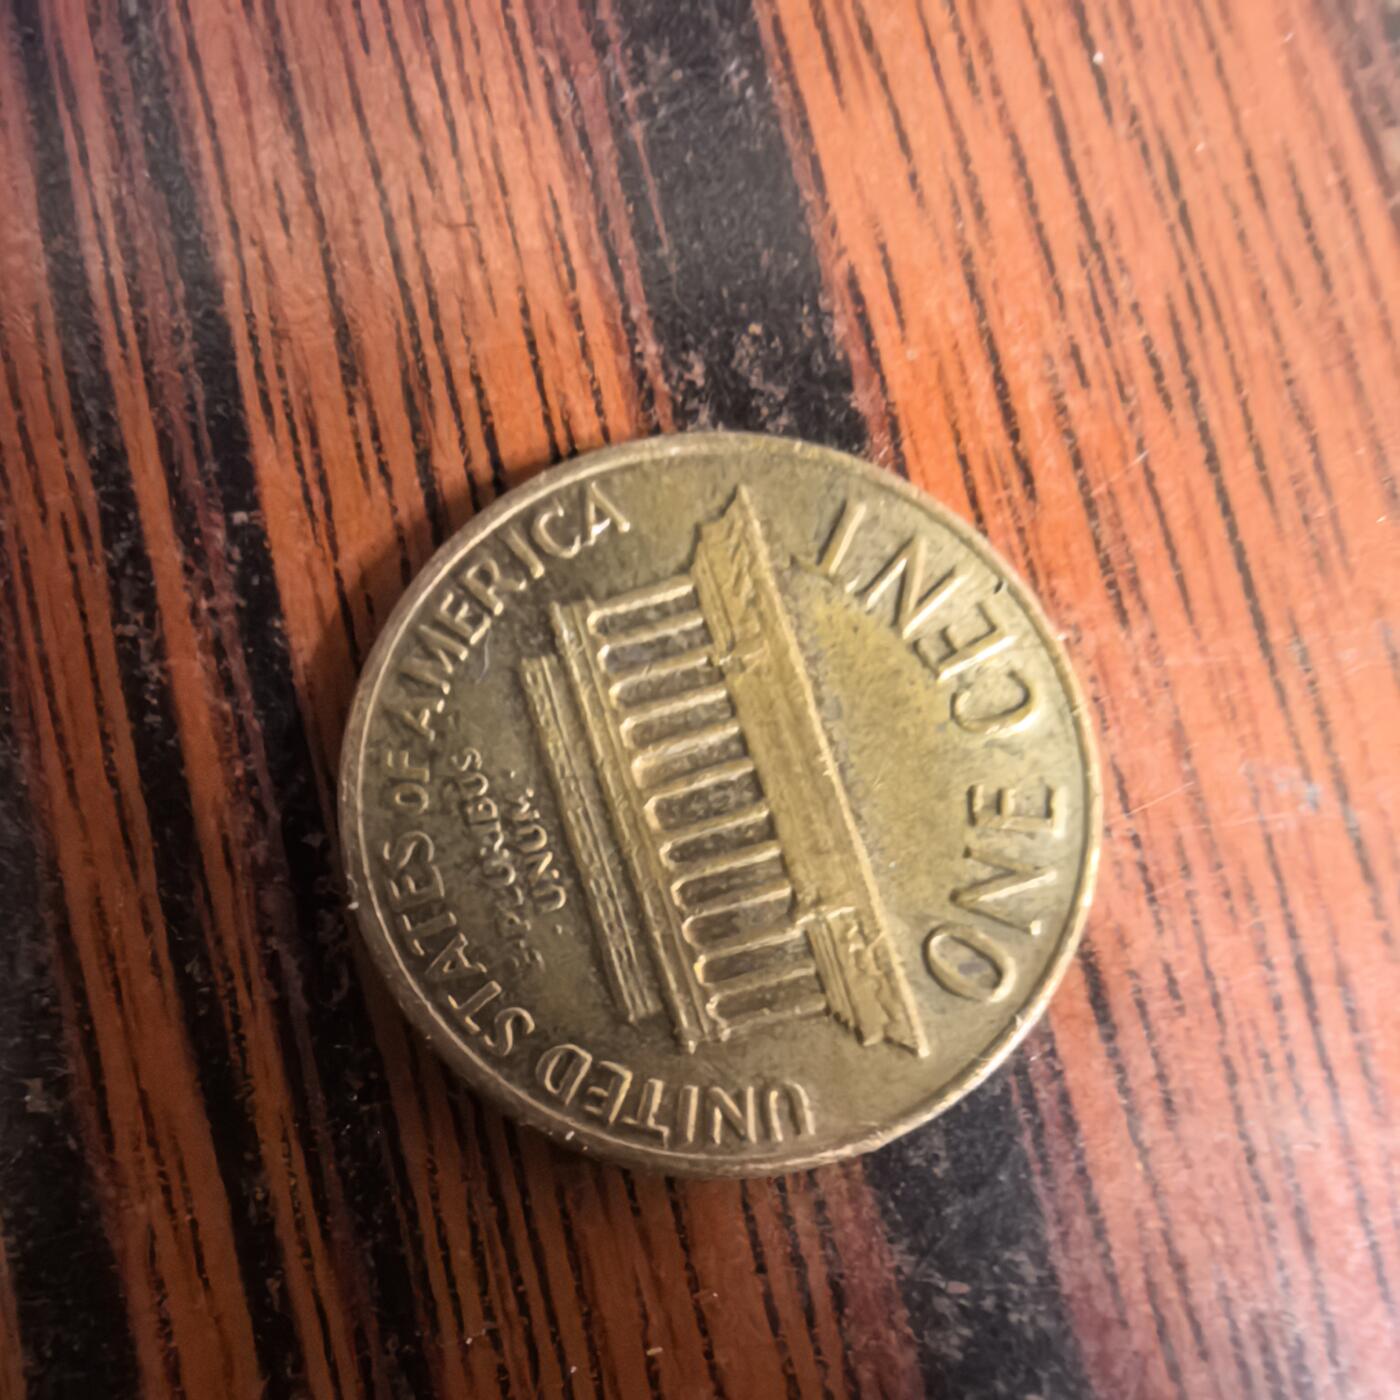 UNITED STATES OF AMERICA
E · PLURIBUS
· UNUM ·
ONE CENT